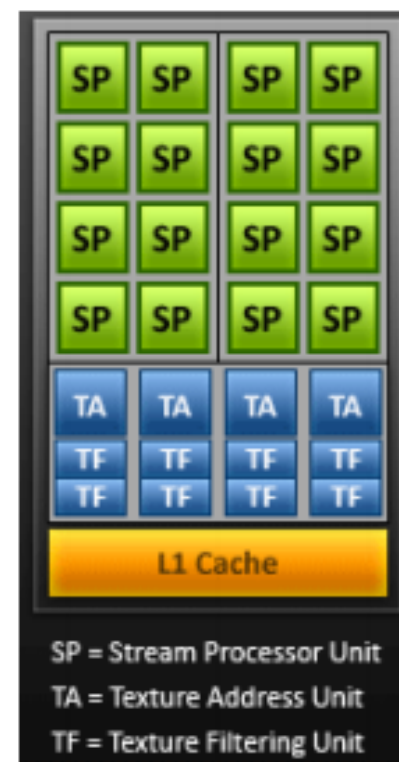 SP SP SP SP
SP SP SP SP
SP SP SP SP
SP SP SP SP
TA TA TA TA
TF TF TF TF
TF TF TF TF
L1 Cache
SP = Stream Processor Unit
TA = Texture Address Unit
TF = Texture Filtering Unit